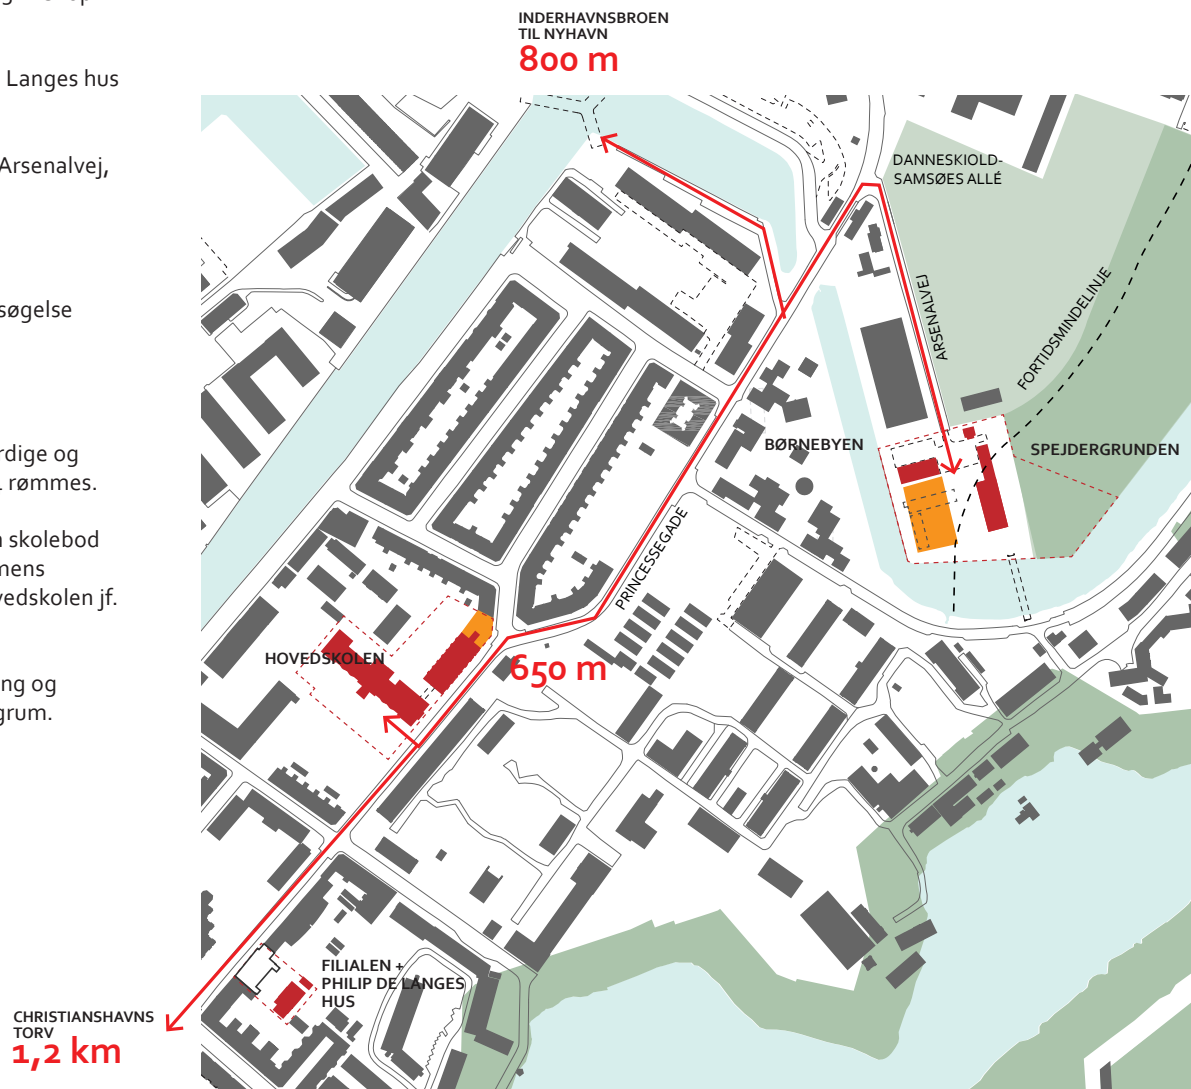 Langes hus
Arsenalvej,
søgelse
rdige og
rømmes.
skolebod
mens
vedskolen jf.
ng og
grum.
INDERHAVNSBROEN
TIL NYHAVN
800 m
DANNESKIOLD-
SAMSØES ALLÉ
ARSENALVEJ
FORTIDSMINDELINJE
BØRNEBYEN
SPEJDERGRUNDEN
PRINCESSEGADE
HOVEDSKOLEN
650 m
FILIALEN +
PHILIP DE LANGES
HUS
CHRISTIANSHAVNS
TORV
1,2 km